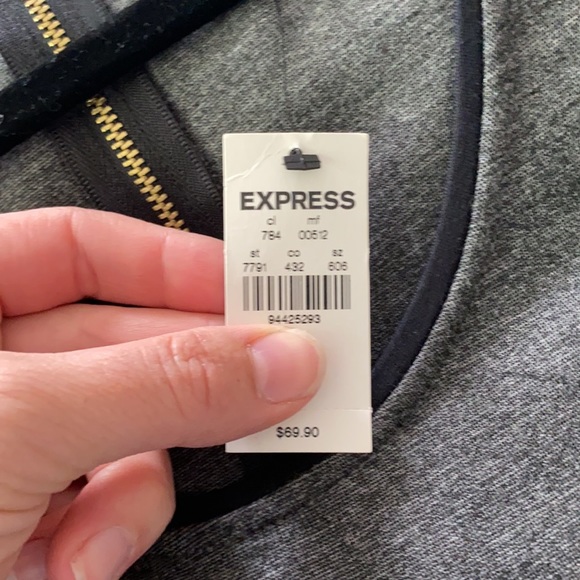 EXPRESS
cl mf
784 00512
st co sz
7791 432 606
94425293
$69.90